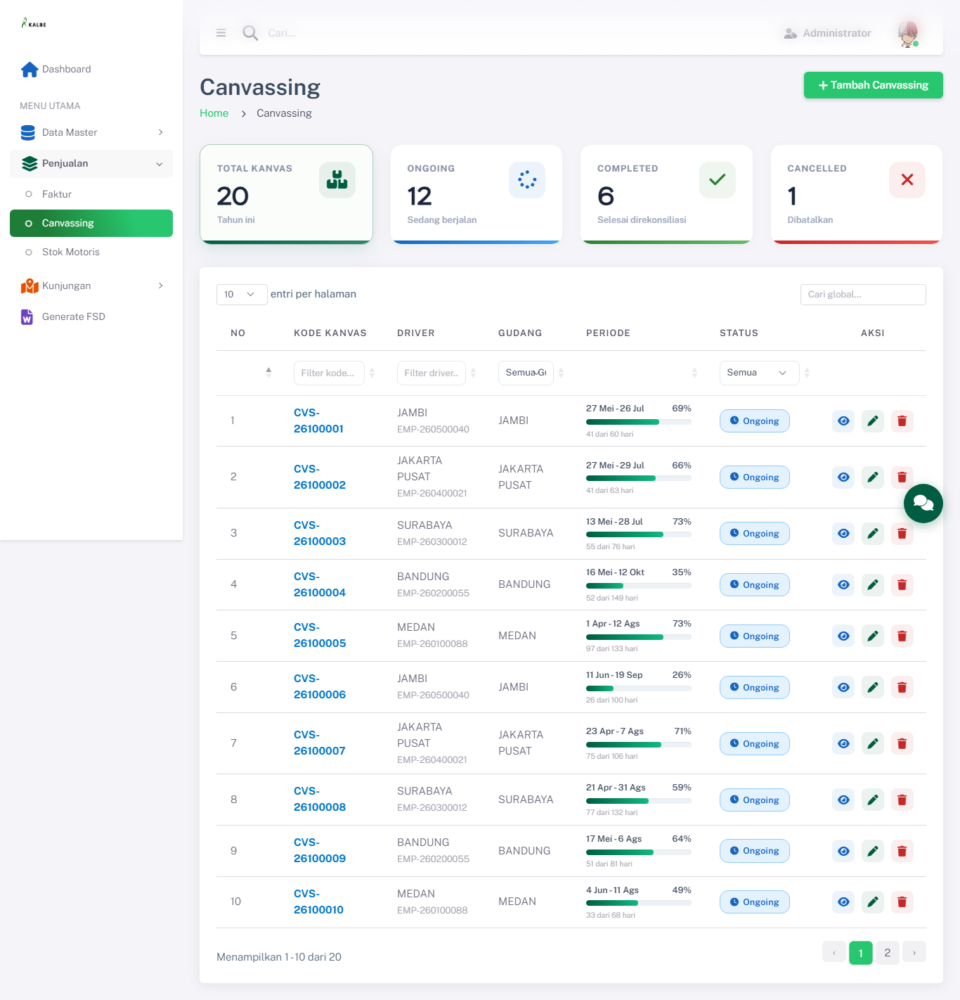 KALBE
Cari...
Administrator
Dashboard
MENU UTAMA
Data Master
Penjualan
Faktur
Canvassing
Stok Motoris
Kunjungan
Generate FSD
Canvassing
Home > Canvassing
+ Tambah Canvassing
TOTAL KANVAS
20
Tahun ini
ONGOING
12
Sedang berjalan
COMPLETED
6
Selesai direkonsiliasi
CANCELLED
1
Dibatalkan
10 entri per halaman
Cari global...
NO KODE KANVAS DRIVER GUDANG PERIODE STATUS AKSI
Filter kode... Filter driver.. Semua Gu Semua
1 CVS-26100001 JAMBI EMP-260500040 JAMBI 27 Mei - 26 Jul 69% 41 dari 60 hari Ongoing
2 CVS-26100002 JAKARTA PUSAT EMP-260400021 JAKARTA PUSAT 27 Mei - 29 Jul 66% 41 dari 63 hari Ongoing
3 CVS-26100003 SURABAYA EMP-260300012 SURABAYA 13 Mei - 28 Jul 73% 55 dari 76 hari Ongoing
4 CVS-26100004 BANDUNG EMP-260200055 BANDUNG 16 Mei - 12 Okt 35% 52 dari 149 hari Ongoing
5 CVS-26100005 MEDAN EMP-260100088 MEDAN 1 Apr - 12 Ags 73% 97 dari 133 hari Ongoing
6 CVS-26100006 JAMBI EMP-260500040 JAMBI 11 Jun - 19 Sep 26% 26 dari 100 hari Ongoing
7 CVS-26100007 JAKARTA PUSAT EMP-260400021 JAKARTA PUSAT 23 Apr - 7 Ags 71% 75 dari 106 hari Ongoing
8 CVS-26100008 SURABAYA EMP-260300012 SURABAYA 21 Apr - 31 Ags 59% 77 dari 132 hari Ongoing
9 CVS-26100009 BANDUNG EMP-260200055 BANDUNG 17 Mei - 6 Ags 64% 51 dari 81 hari Ongoing
10 CVS-26100010 MEDAN EMP-260100088 MEDAN 4 Jun - 11 Ags 49% 33 dari 68 hari Ongoing
Menampilkan 1 - 10 dari 20
‹ 1 2 ›